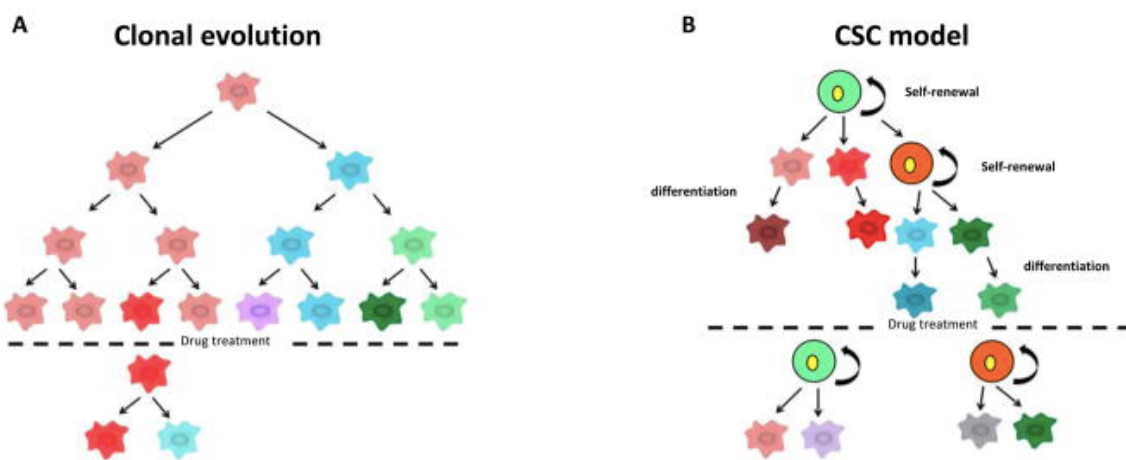 A
Clonal evolution
Drug treatment
B
CSC model
Self-renewal
Self-renewal
differentiation
differentiation
Drug treatment